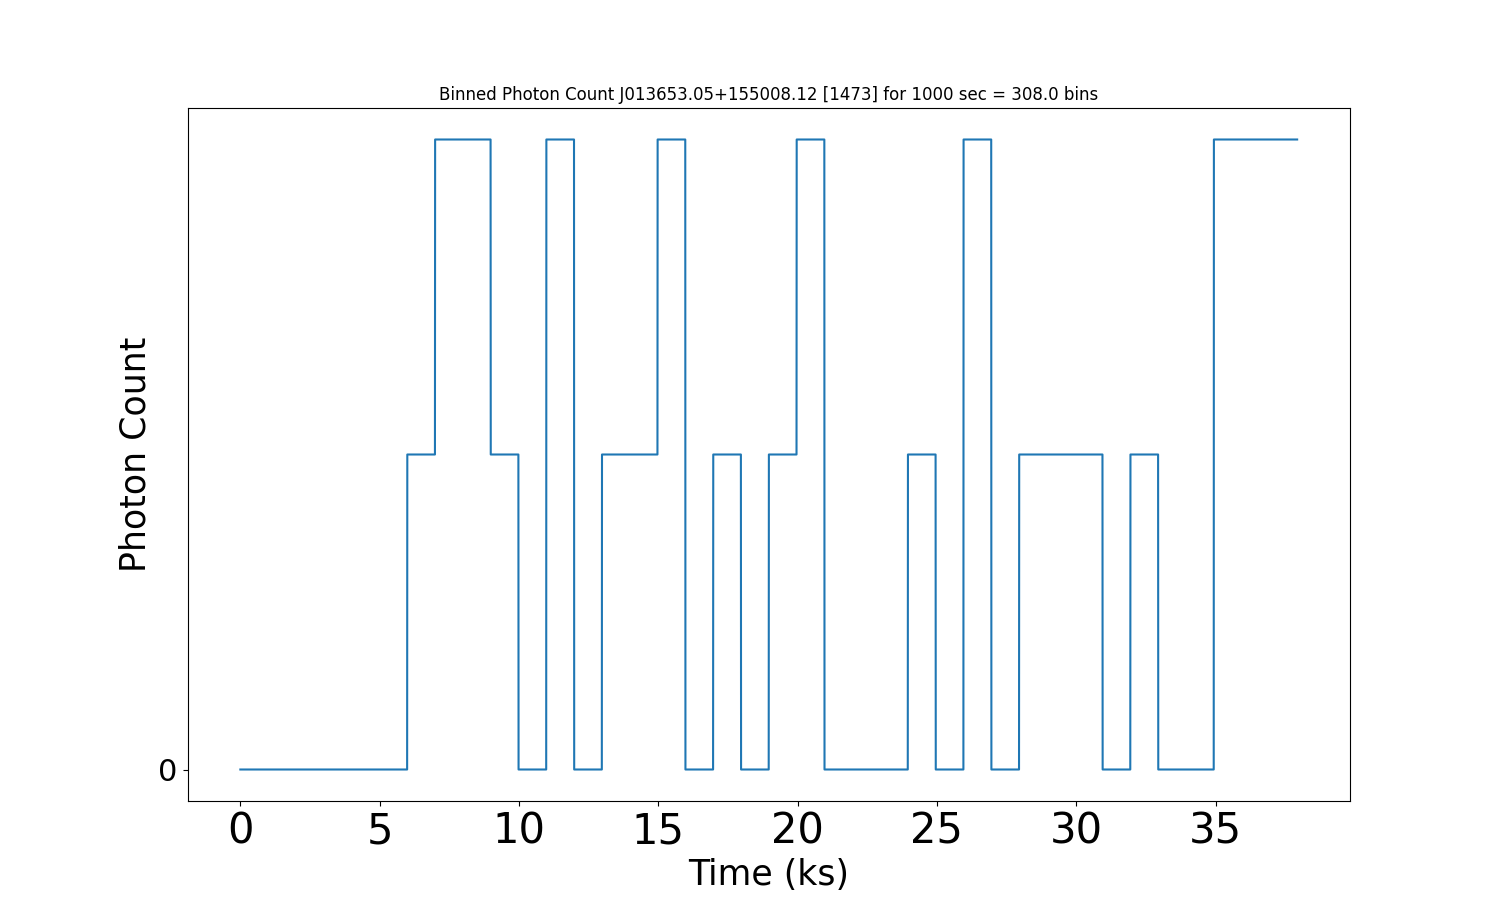 Binned Photon Count J013653.05+155008.12 [1473] for 1000 sec = 308.0 bins
Photon Count
0
0 5 10 15 20 25 30 35
Time (ks)